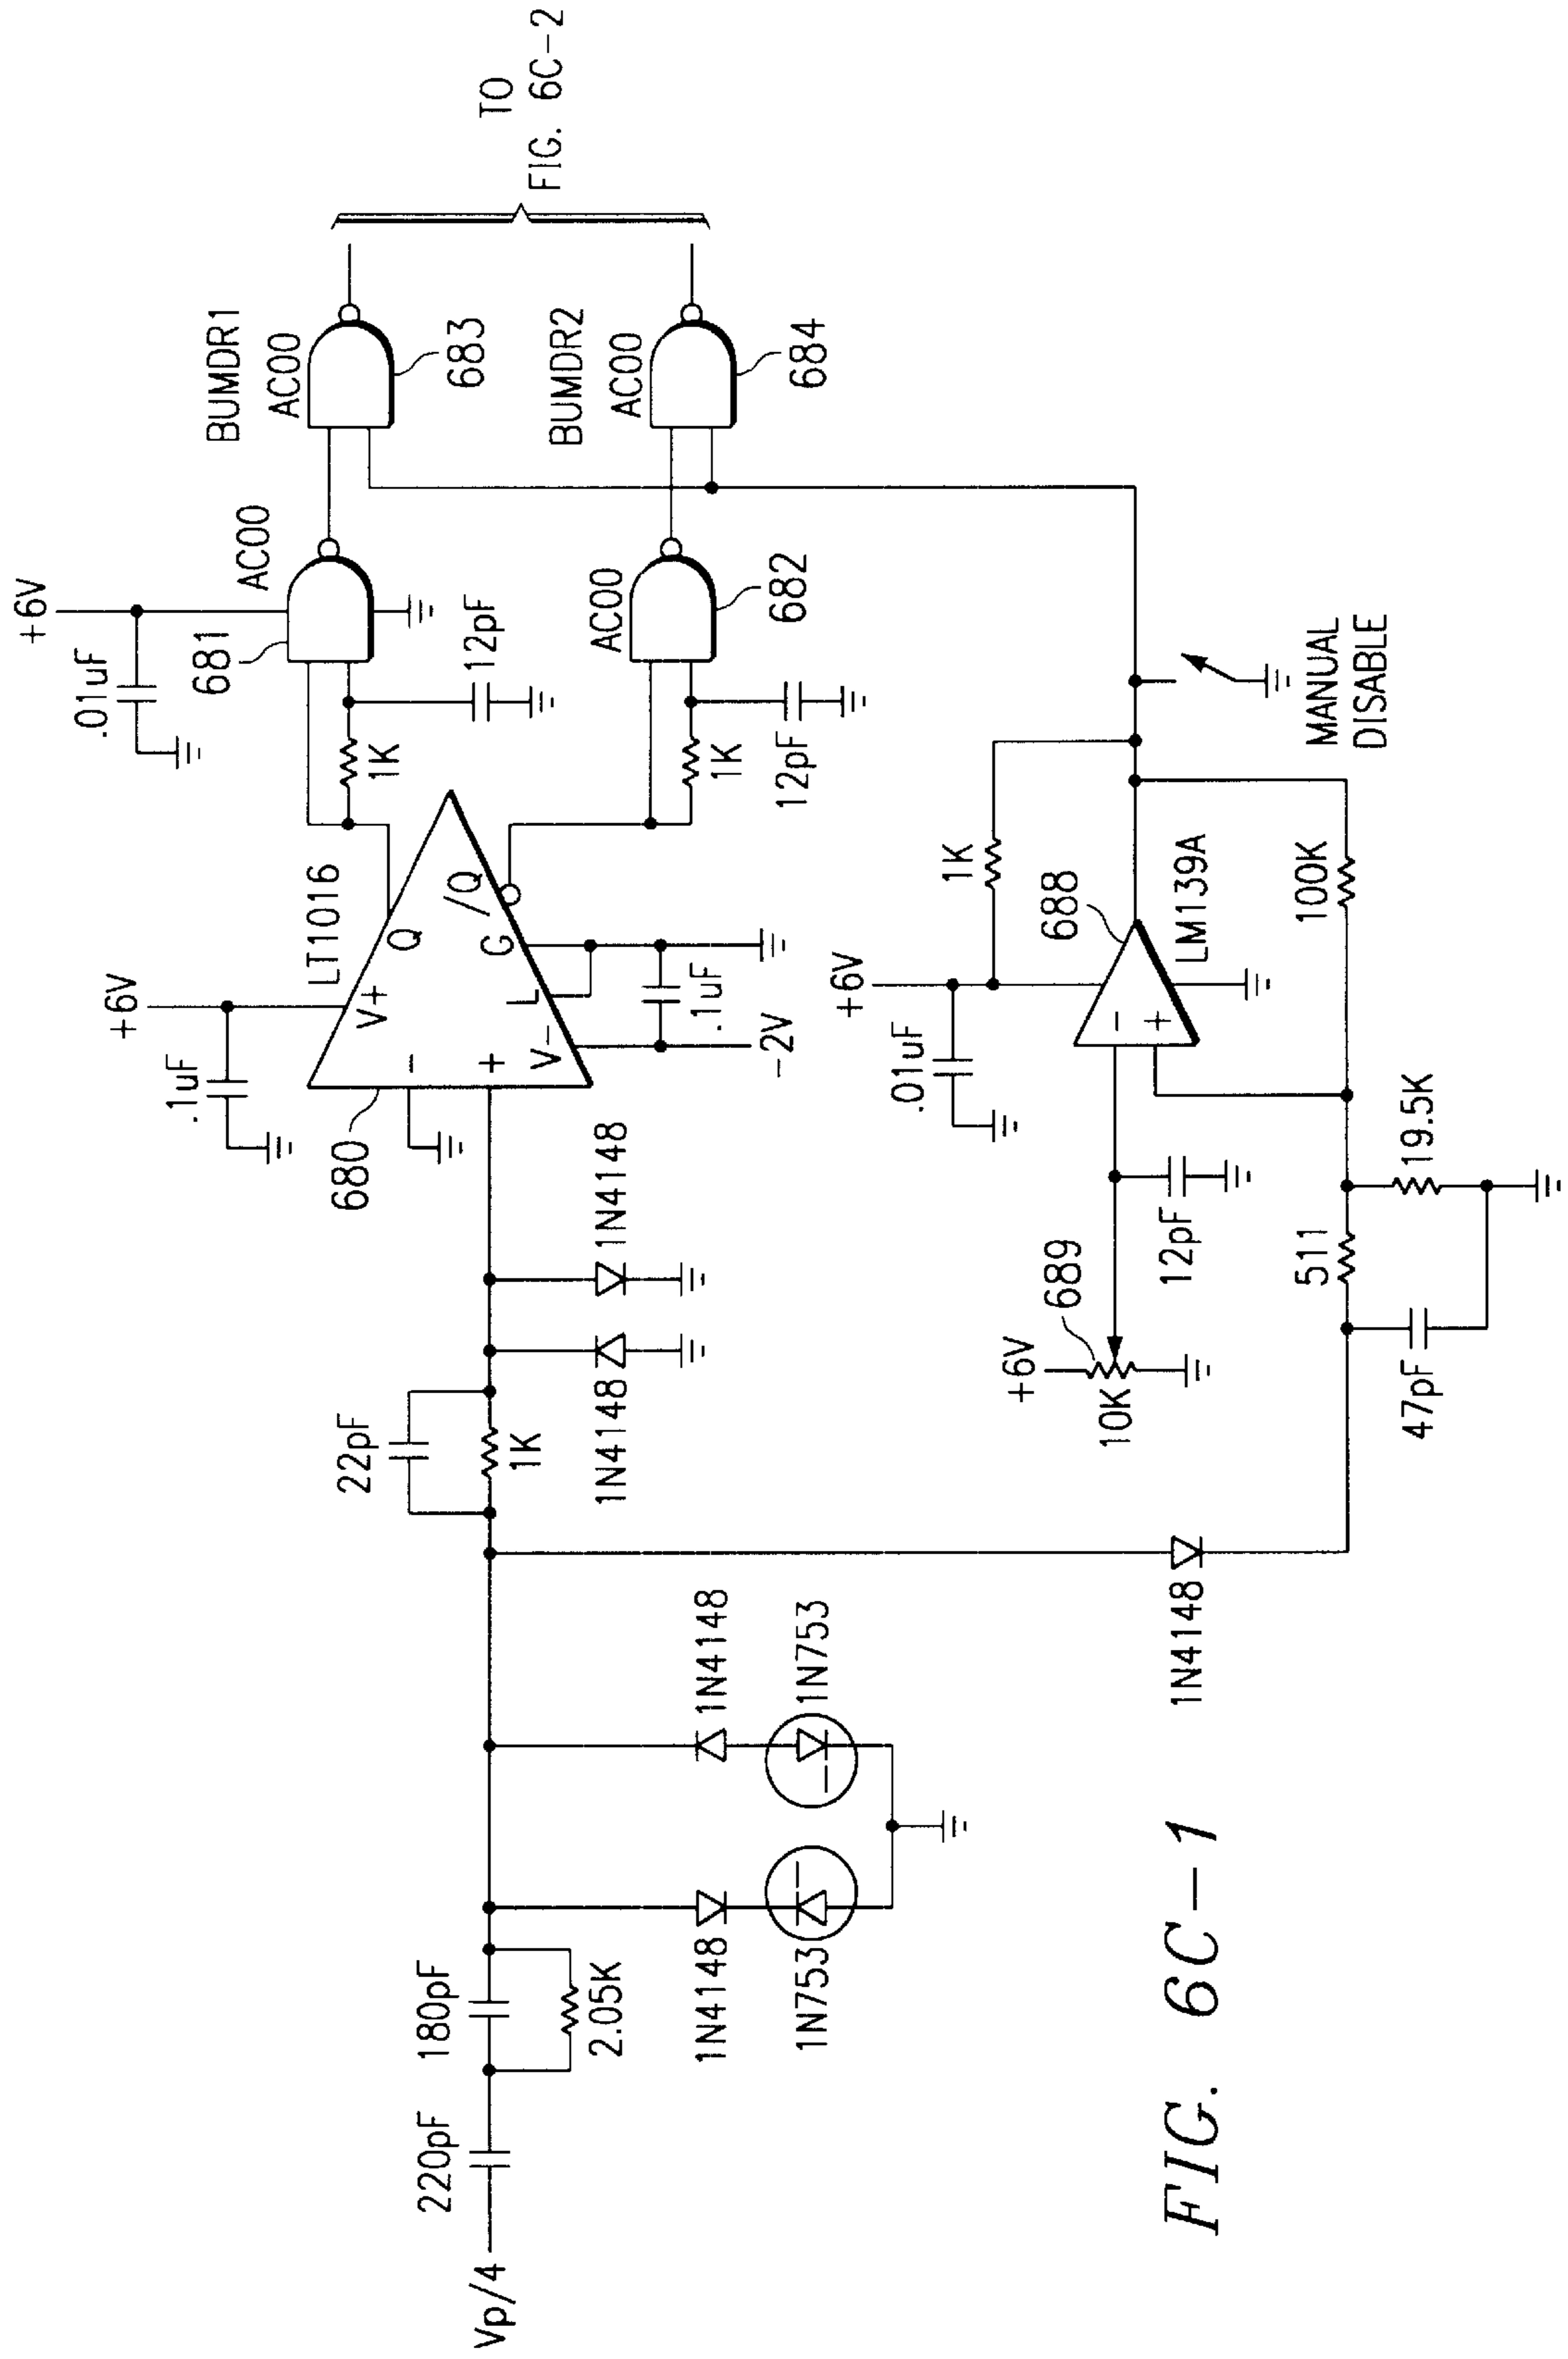 Vp/4
220pF
180pF
2.05K
1N4148
1N753
1N4148
1N753
22pF
1K
1N4148
1N4148
680
.1uF
+6V
LT1016
V+
Q
-
+
V-
L
G
/Q
.1uF
-2V
1K
12pF
1K
12pF
.01uF
+6V
681
AC00
AC00
682
BUMDR1
AC00
683
BUMDR2
AC00
684
TO
FIG. 6C-2
1N4148
+6V
689
10K
12pF
47pF
511
19.5K
.01uF
+6V
1K
688
-
+
LM139A
100K
MANUAL
DISABLE
FIG. 6C-1